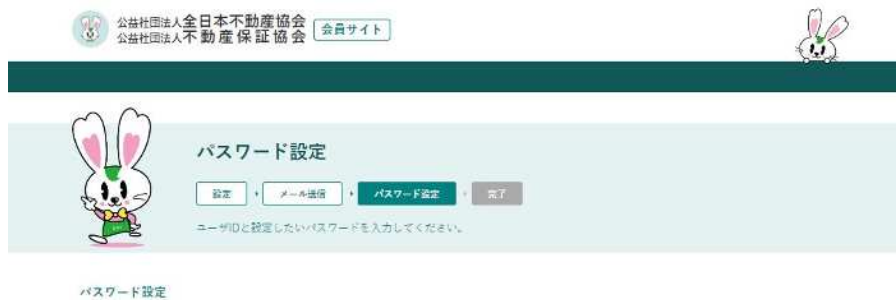 公益社団法人全日本不動産協会
公益社団法人不動産保証協会
会員サイト
パスワード設定
設定
メール送信
パスワード設定
完了
ユーザIDと設定したいパスワードを入力してください。
パスワード設定